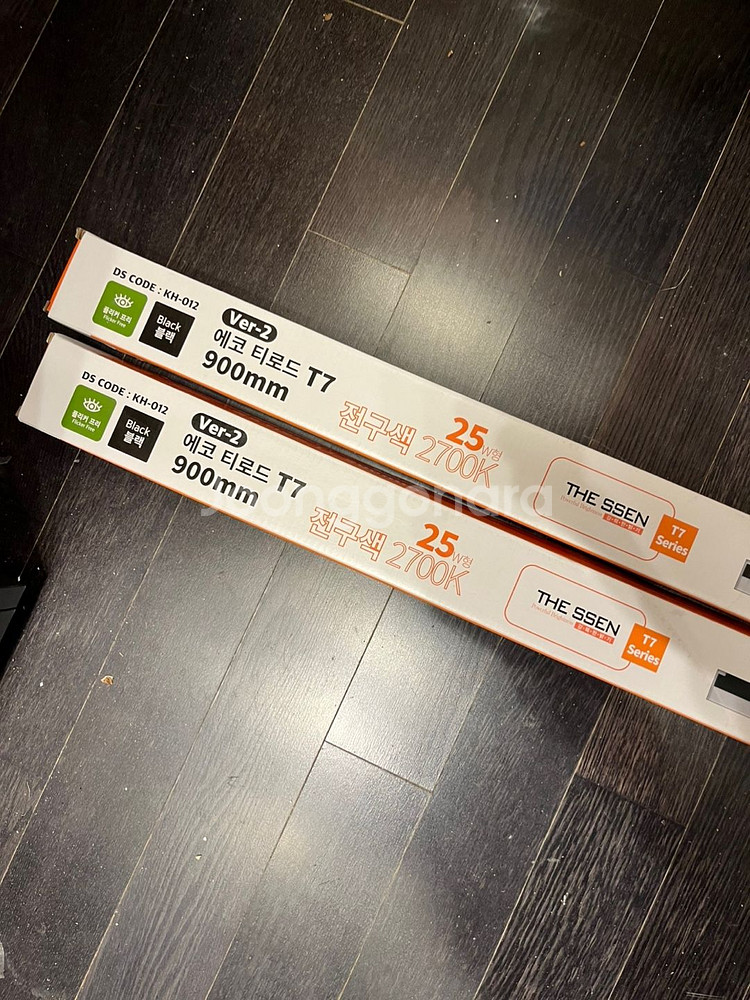 DS CODE : KH-012
플리커 프리
Flicker Free
Black
블랙
Ver-2
에코 티로드 T7
900mm
전구색
25W형
2700K
THE SSEN
T7
Series
DS CODE : KH-012
플리커 프리
Flicker Free
Black
블랙
Ver-2
에코 티로드 T7
900mm
전구색
25W형
2700K
THE SSEN
T7
Series
joonggonara